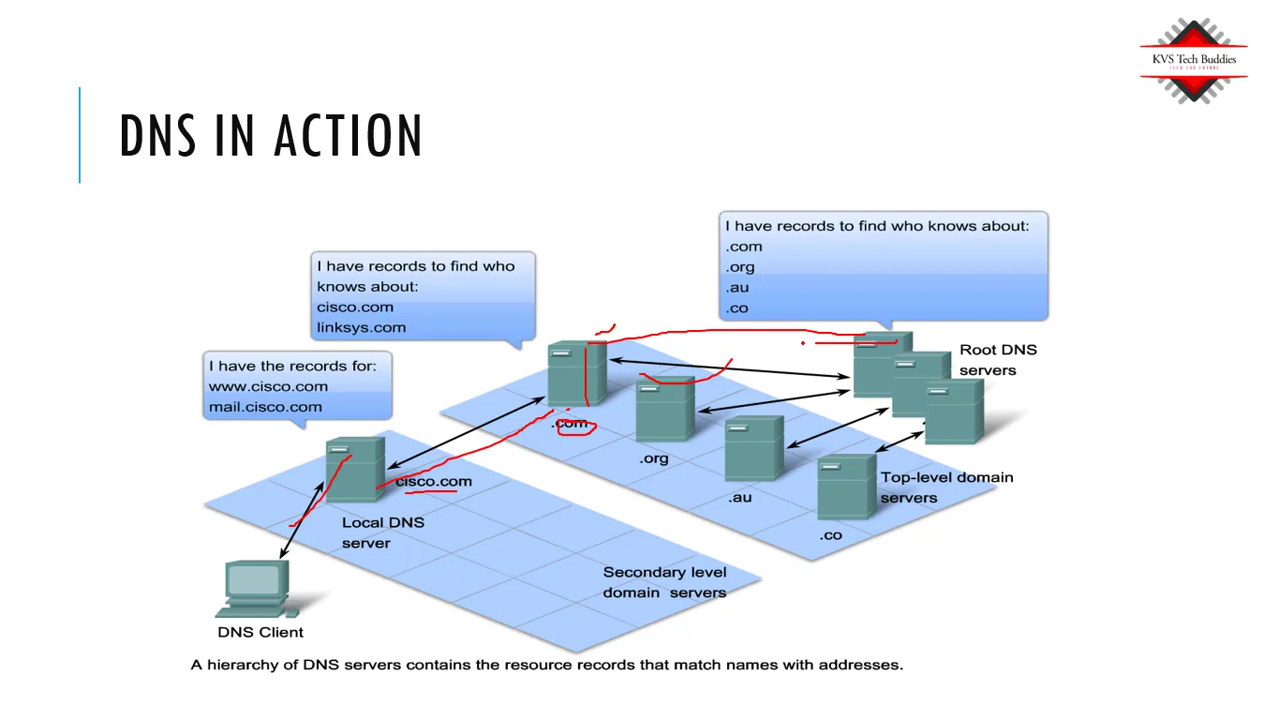 KVS Tech Buddies
TECH FOR FUTURE
DNS IN ACTION
I have records to find who knows about:
.com
.org
.au
.co
I have records to find who
knows about:
cisco.com
linksys.com
I have the records for:
www.cisco.com
mail.cisco.com
Root DNS
servers
.com
.org
.au
.co
Top-level domain
servers
cisco.com
Local DNS
server
Secondary level
domain servers
DNS Client
A hierarchy of DNS servers contains the resource records that match names with addresses.